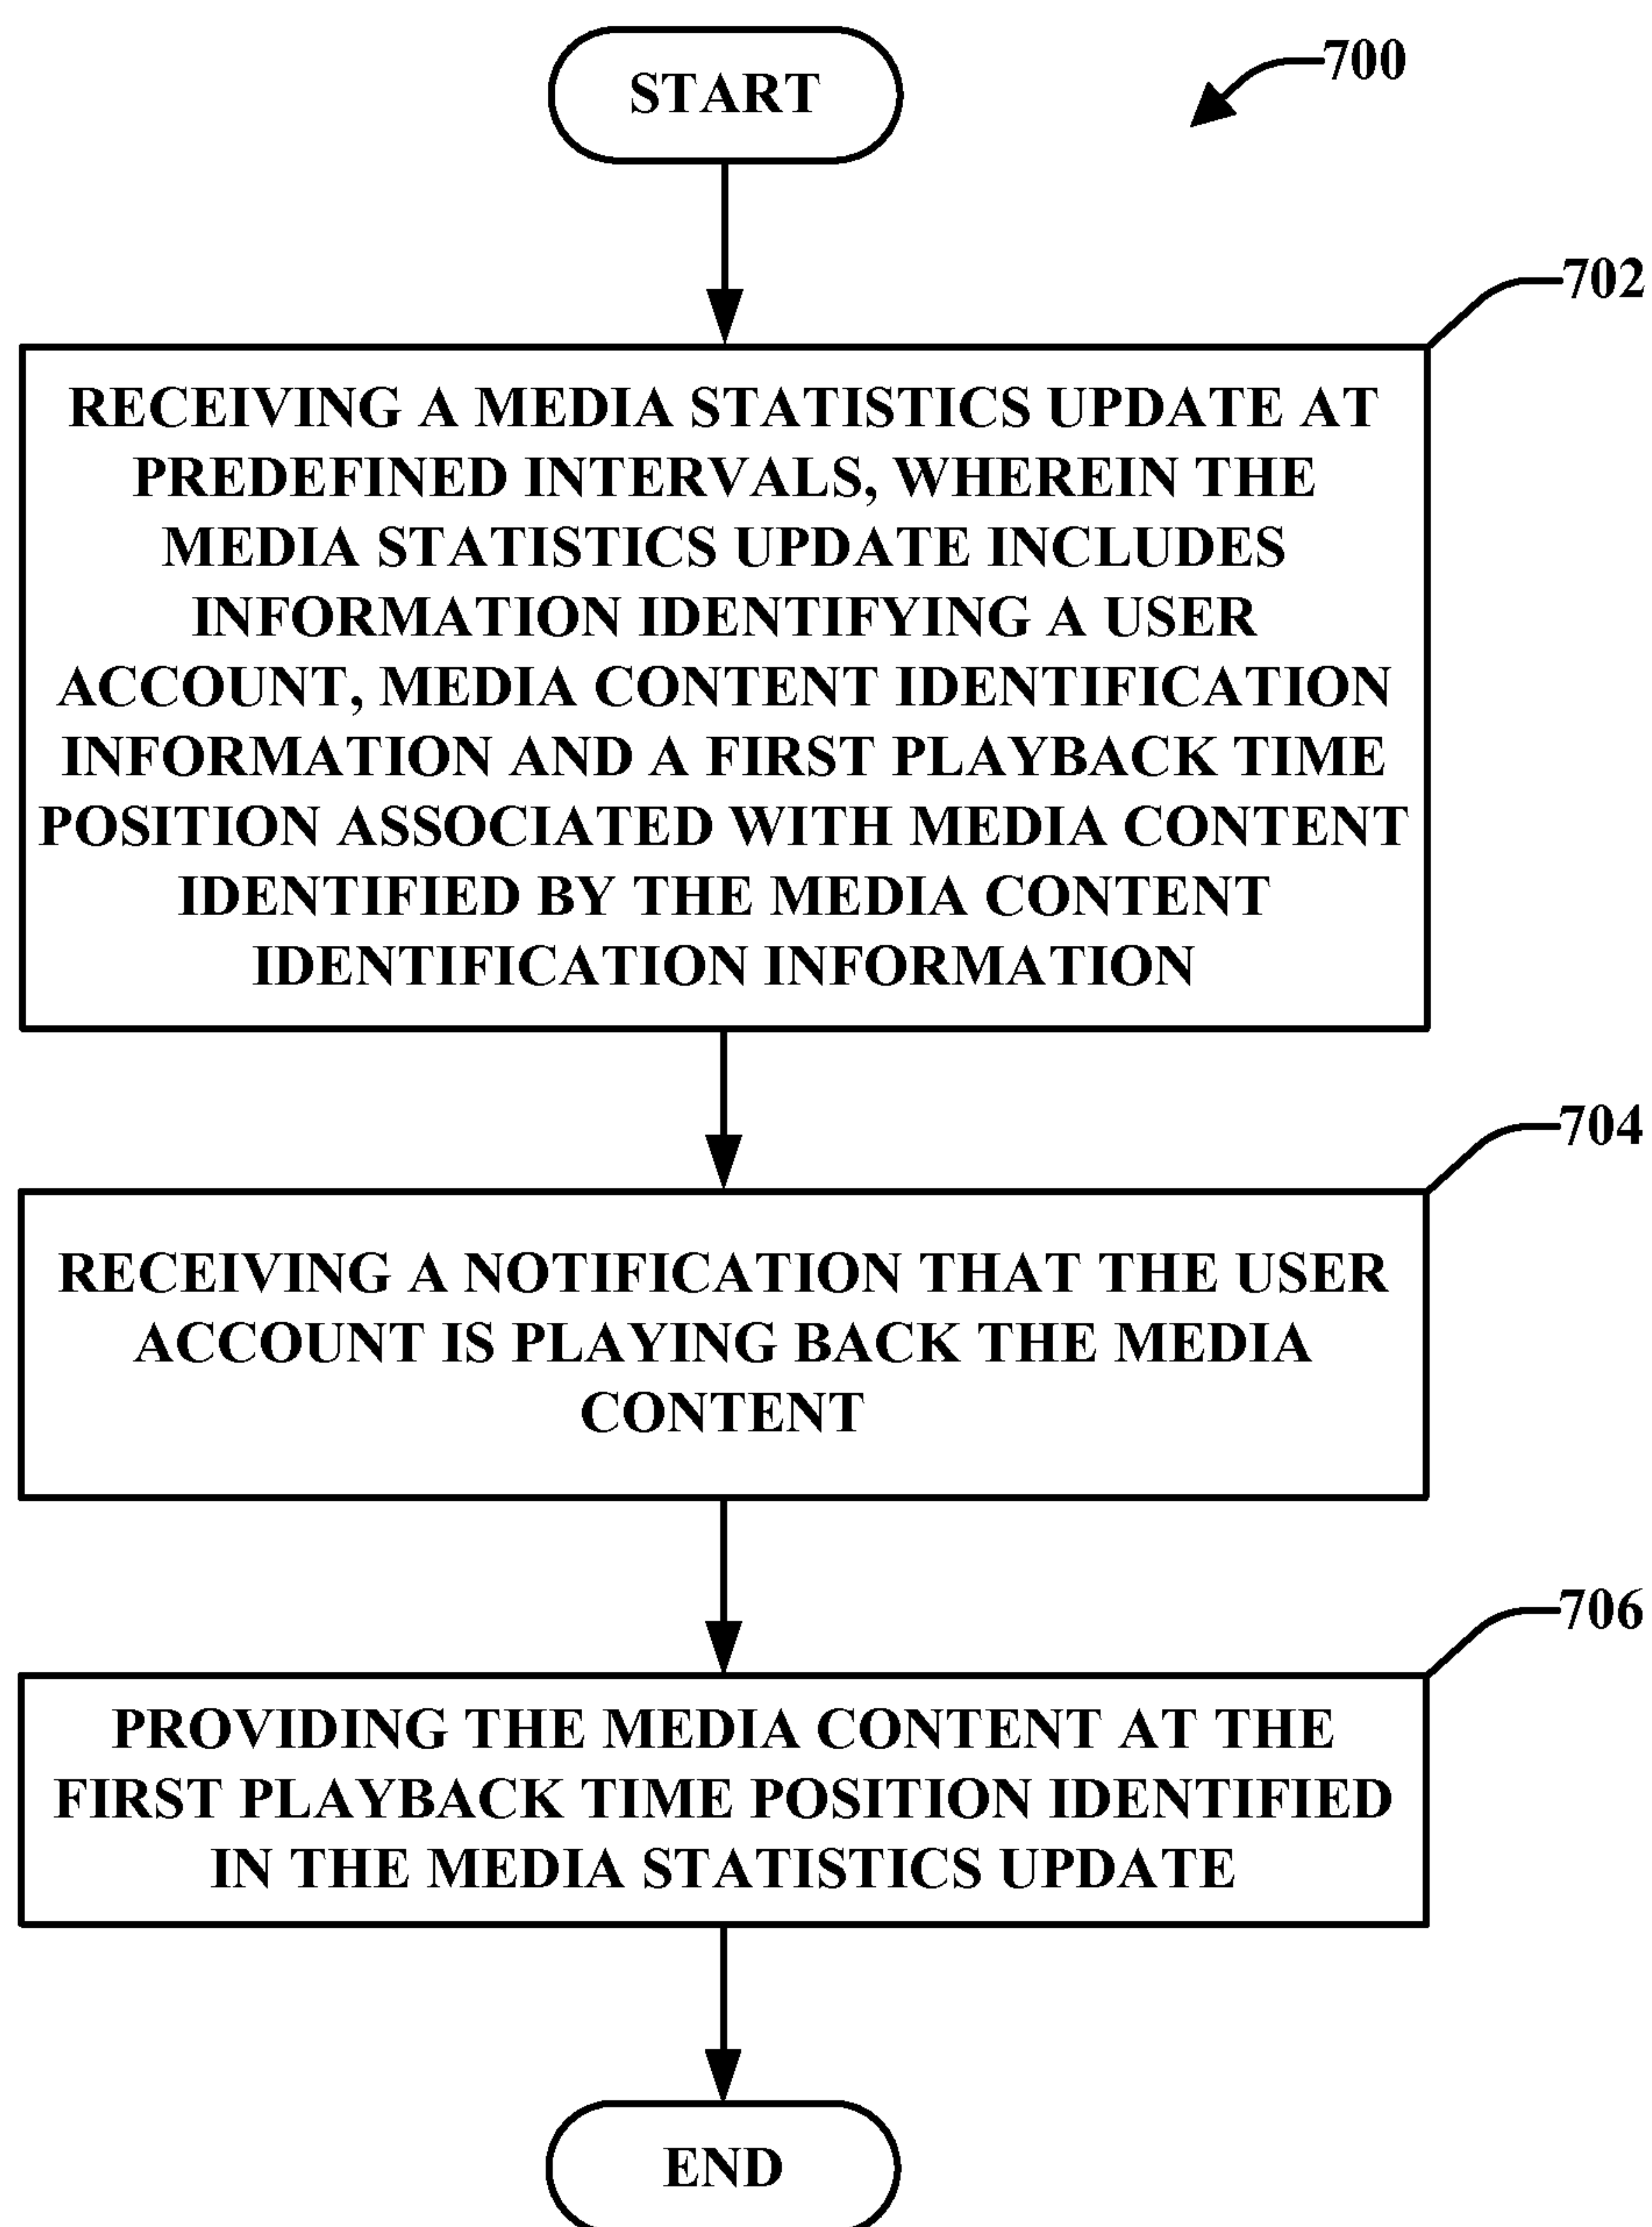 START
700
702
RECEIVING A MEDIA STATISTICS UPDATE AT
PREDEFINED INTERVALS, WHEREIN THE
MEDIA STATISTICS UPDATE INCLUDES
INFORMATION IDENTIFYING A USER
ACCOUNT, MEDIA CONTENT IDENTIFICATION
INFORMATION AND A FIRST PLAYBACK TIME
POSITION ASSOCIATED WITH MEDIA CONTENT
IDENTIFIED BY THE MEDIA CONTENT
IDENTIFICATION INFORMATION
704
RECEIVING A NOTIFICATION THAT THE USER
ACCOUNT IS PLAYING BACK THE MEDIA
CONTENT
706
PROVIDING THE MEDIA CONTENT AT THE
FIRST PLAYBACK TIME POSITION IDENTIFIED
IN THE MEDIA STATISTICS UPDATE
END